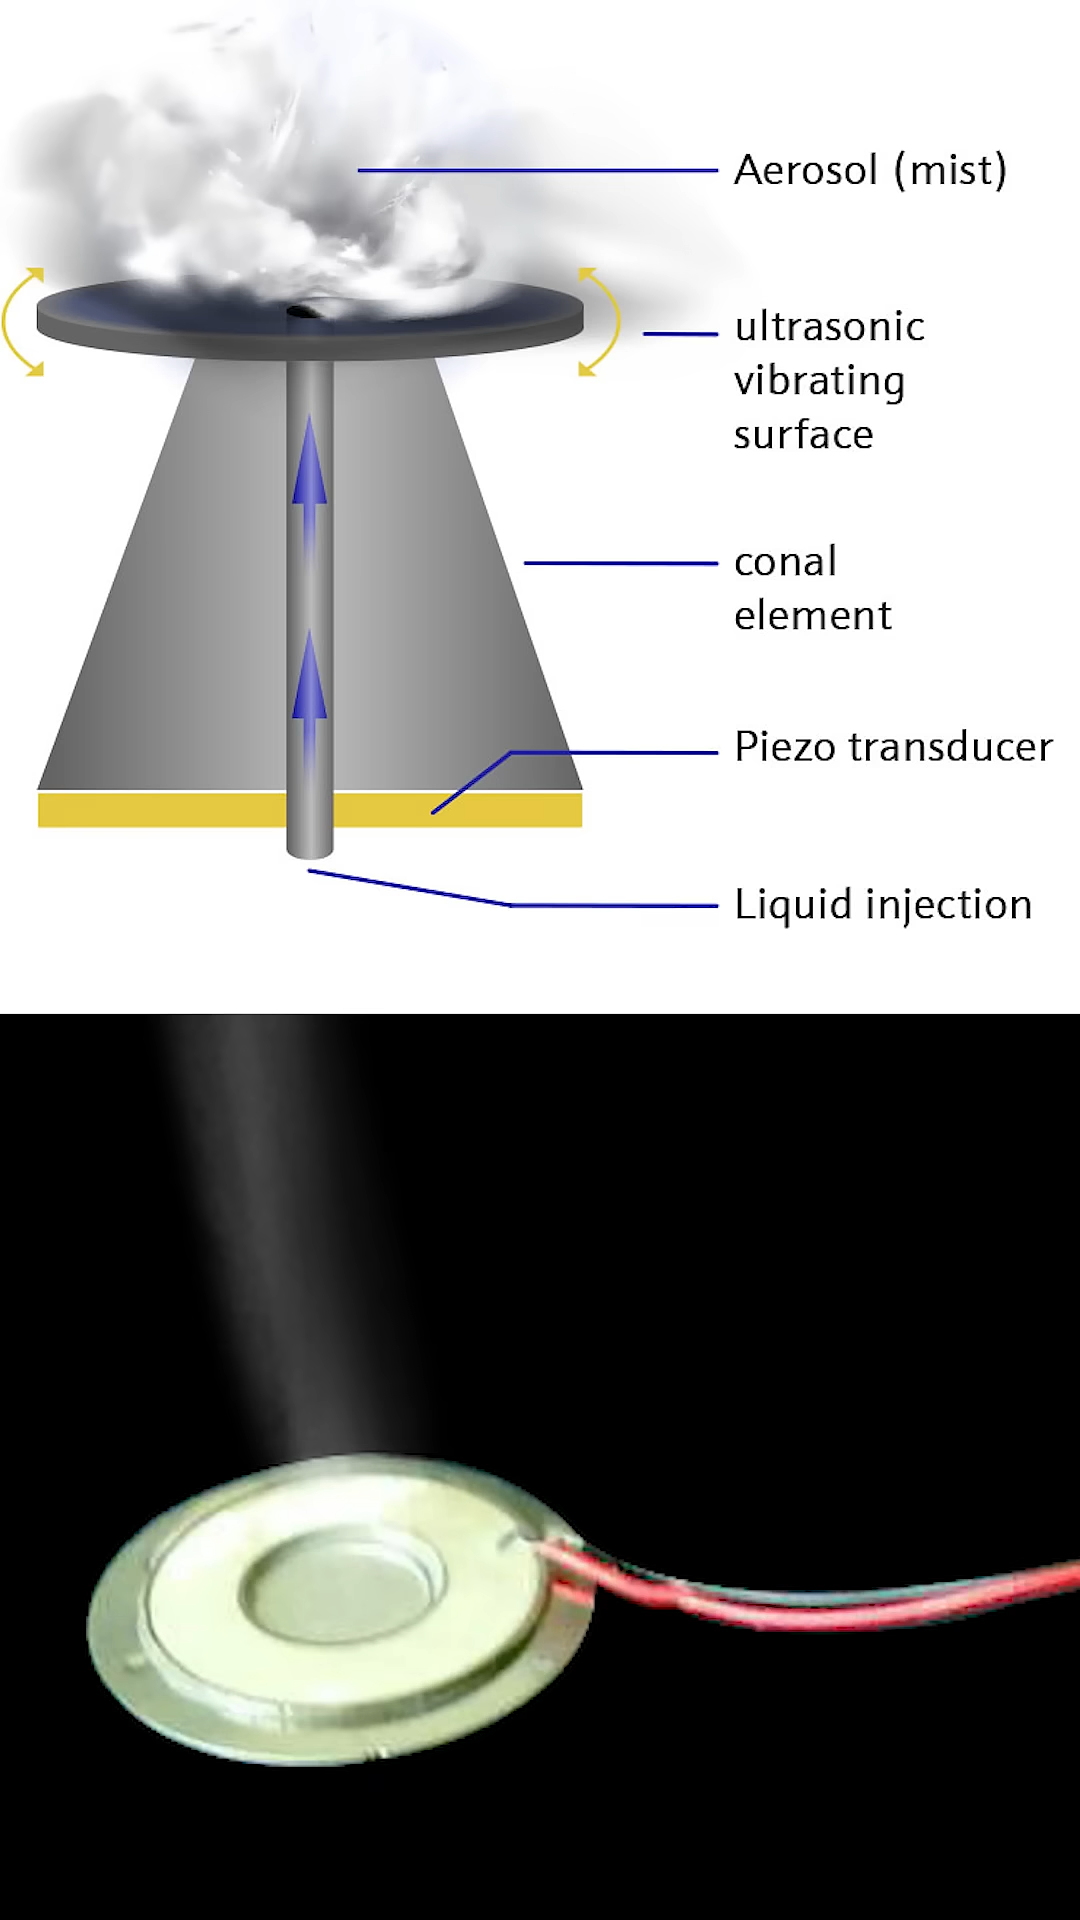 Aerosol (mist)
ultrasonic
vibrating
surface
conal
element
Piezo transducer
Liquid injection